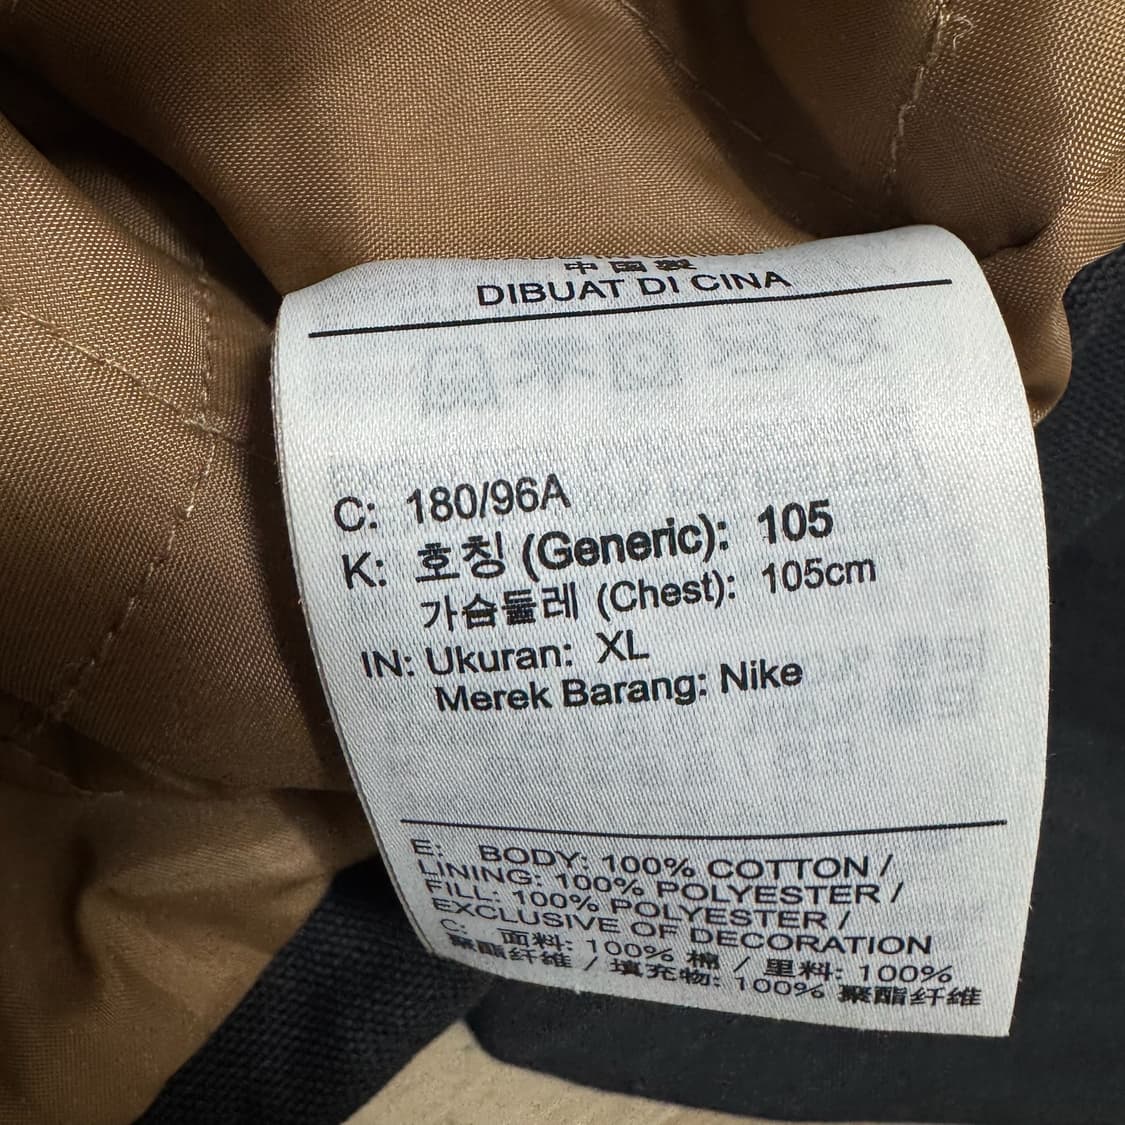 中国製
DIBUAT DI CINA
C: 180/96A
K: 호칭 (Generic): 105
가슴둘레 (Chest): 105cm
IN: Ukuran: XL
Merek Barang: Nike
E: BODY: 100% COTTON /
LINING: 100% POLYESTER /
FILL: 100% POLYESTER /
EXCLUSIVE OF DECORATION
C: 面料: 100% 棉 / 里料: 100%
聚酯纤维 / 填充物: 100% 聚酯纤维